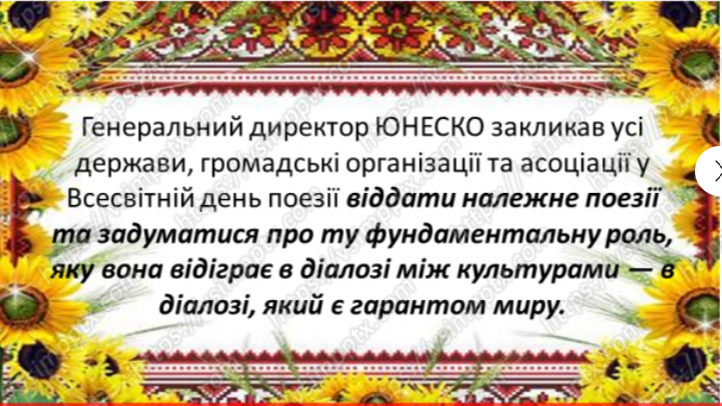 Генеральний директор ЮНЕСКО закликав усі
держави, громадські організації та асоціації у
Всесвітній день поезії віддати належне поезії
та задуматися про ту фундаментальну роль,
яку вона відіграє в діалозі між культурами — в
діалозі, який є гарантом миру.